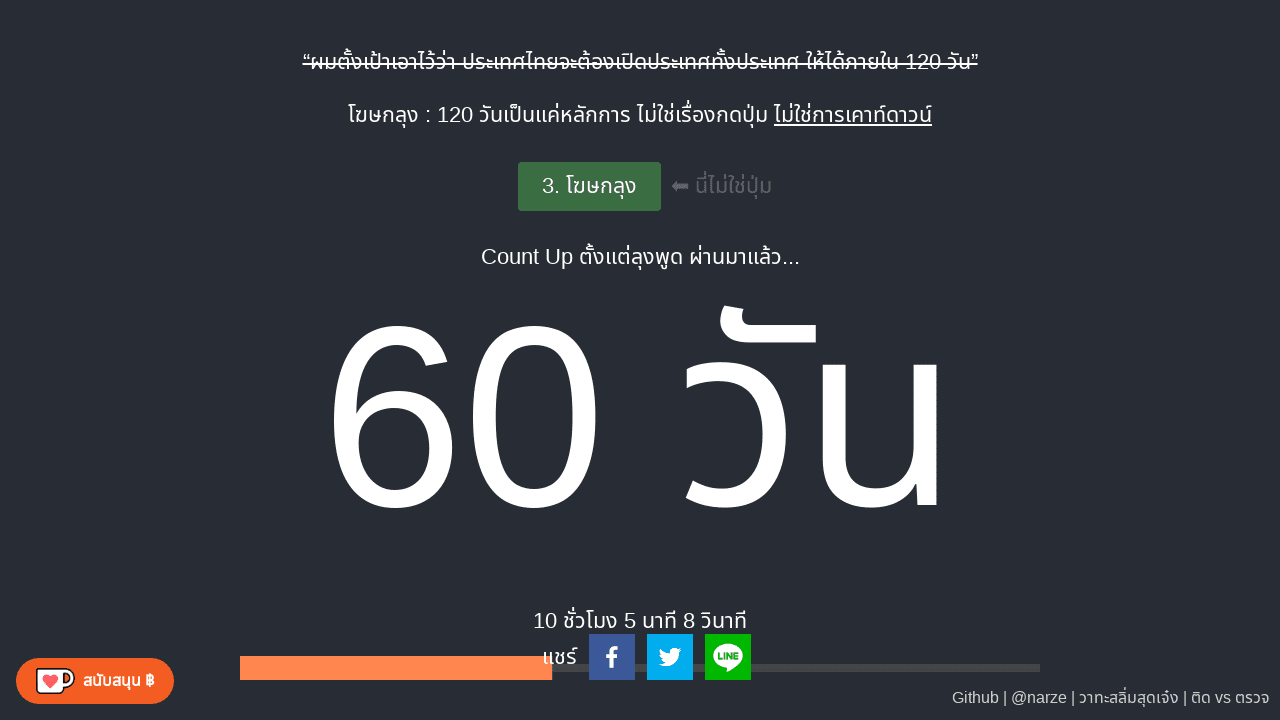 “ผมตั้งเป้าเอาไว้ว่า ประเทศไทยจะต้องเปิดประเทศทั้งประเทศ ให้ได้ภายใน 120 วัน”
โฆษกลุง : 120 วันเป็นแค่หลักการ ไม่ใช่เรื่องกดปุ่ม ไม่ใช่การเคาท์ดาวน์
3. โฆษกลุง ⬅ นี่ไม่ใช่ปุ่ม
Count Up ตั้งแต่ลุงพูด ผ่านมาแล้ว...
60 วัน
10 ชั่วโมง 5 นาที 8 วินาที
แชร์
LINE
สนับสนุน ฿
Github | @narze | วาทะสลิ่มสุดเจ๋ง | ติด vs ตรวจ